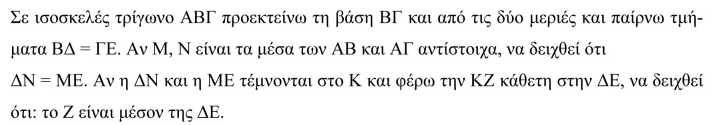 Σε ισοσκελές τρίγωνο ΑΒΓ προεκτείνω τη βάση ΒΓ και από τις δύο μεριές και παίρνω τμή-
ματα ΒΔ = ΓΕ. Αν Μ, Ν είναι τα μέσα των ΑΒ και ΑΓ αντίστοιχα, να δειχθεί ότι
ΔΝ = ΜΕ. Αν η ΔΝ και η ΜΕ τέμνονται στο Κ και φέρω την ΚΖ κάθετη στην ΔΕ, να δειχθεί
ότι: το Ζ είναι μέσον της ΔΕ.